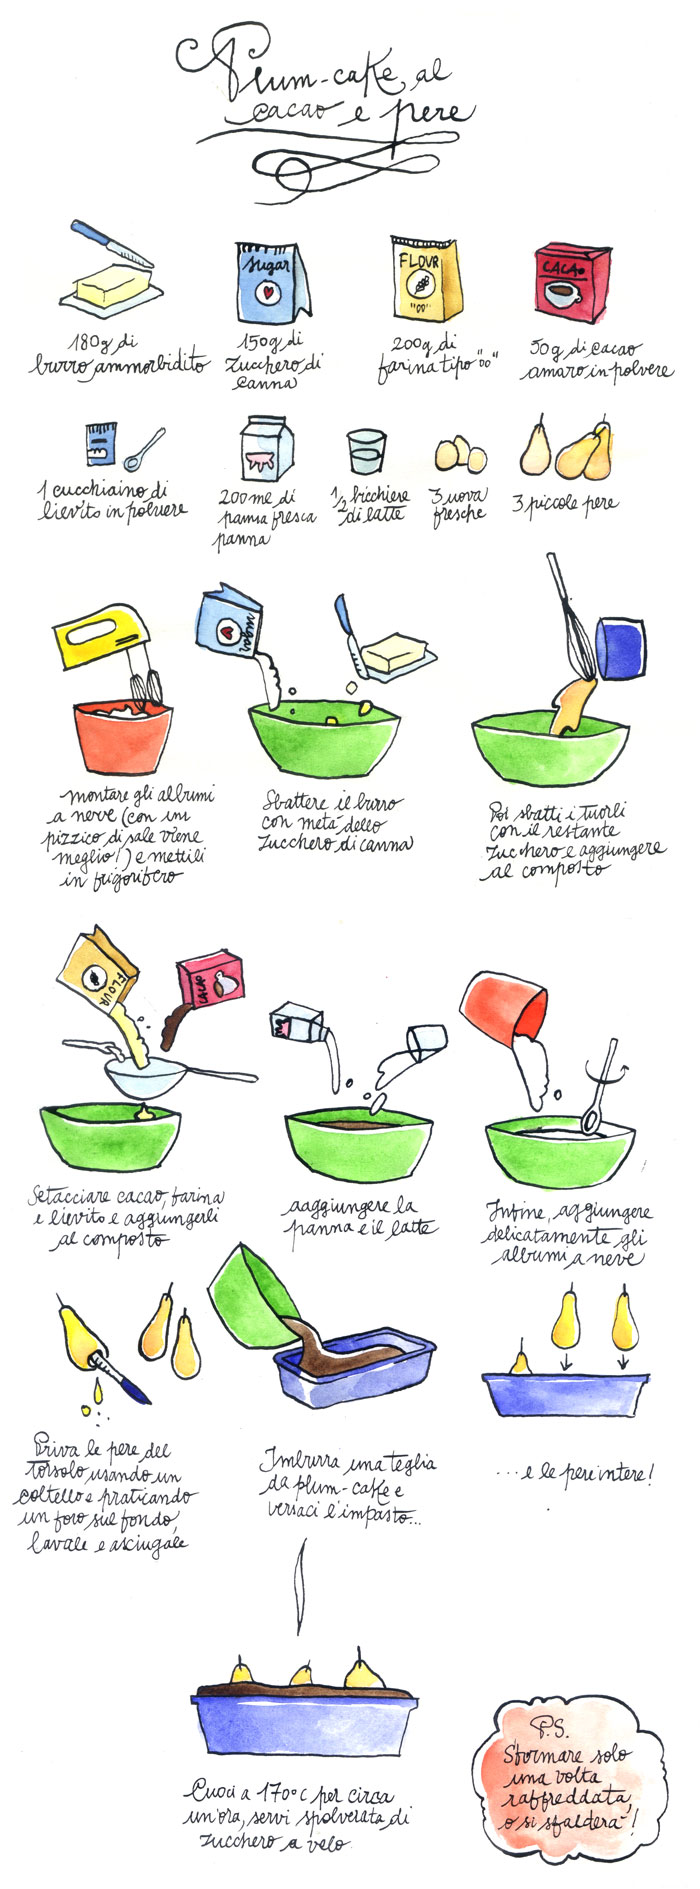 Plum-cake al
cacao e pere
sugar
FLOUR
"00"
CACAO
180g di
burro ammorbidito
150g di
zucchero di
canna
200g di
farina tipo "00"
50g di cacao
amaro in polvere
1 cucchiaino di
lievito in polvere
200ml di
panna fresca
panna
1/2 bicchiere
di latte
3 uova
fresche
3 piccole pere
sugar
montare gli albumi
a neve (con un
pizzico di sale viene
meglio!) e mettili
in frigorifero
Sbattere il burro
con metà dello
zucchero di canna
Poi sbatti i tuorli
con il restante
zucchero e aggiungere
al composto
FLOUR
CACAO
Setacciare cacao, farina
e lievito e aggiungerli
al composto
aaggiungere la
panna e il latte
Infine, aggiungere
delicatamente gli
albumi a neve
Priva le pere del
torsolo usando un
coltello e praticando
un foro sul fondo,
lavale e asciugale
Imburra una teglia
da plum-cake e
versaci l'impasto...
...e le pere intere!
Cuoci a 170°C per circa
un'ora, servi spolverata di
zucchero a velo.
P.S.
Sformare solo
una volta
raffreddata,
o si sfalderà!